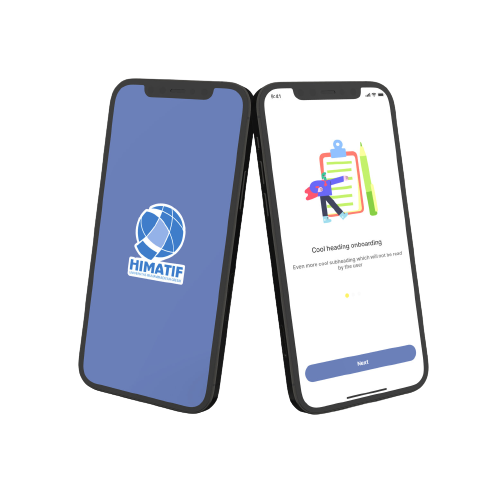 HIMATIF
9:41
Cool heading onboarding
Even more cool subheading which will not be read
by the user
Next